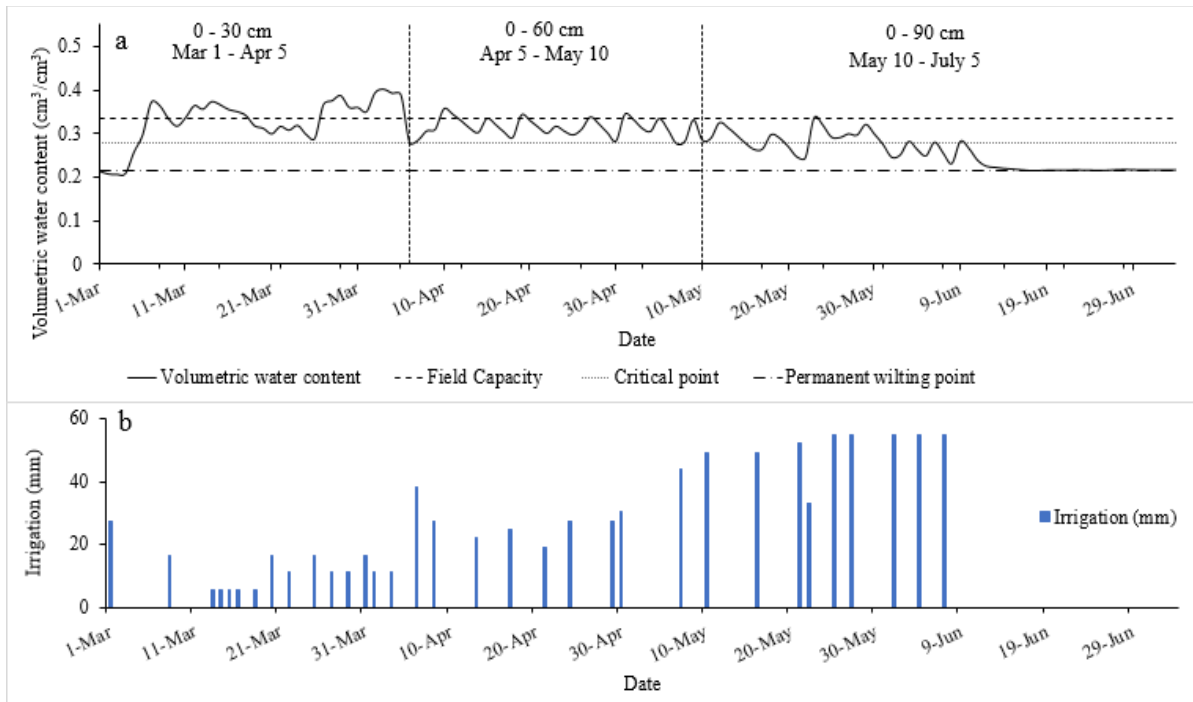 a
0 - 30 cm
Mar 1 - Apr 5
0 - 60 cm
Apr 5 - May 10
0 - 90 cm
May 10 - July 5
Volumetric water content (cm³/cm³)
0.5
0.4
0.3
0.2
0.1
0
1-Mar 11-Mar 21-Mar 31-Mar 10-Apr 20-Apr 30-Apr 10-May 20-May 30-May 9-Jun 19-Jun 29-Jun
Date
Volumetric water content Field Capacity Critical point Permanent wilting point
b
Irrigation (mm)
60
40
20
0
Irrigation (mm)
1-Mar 11-Mar 21-Mar 31-Mar 10-Apr 20-Apr 30-Apr 10-May 20-May 30-May 9-Jun 19-Jun 29-Jun
Date